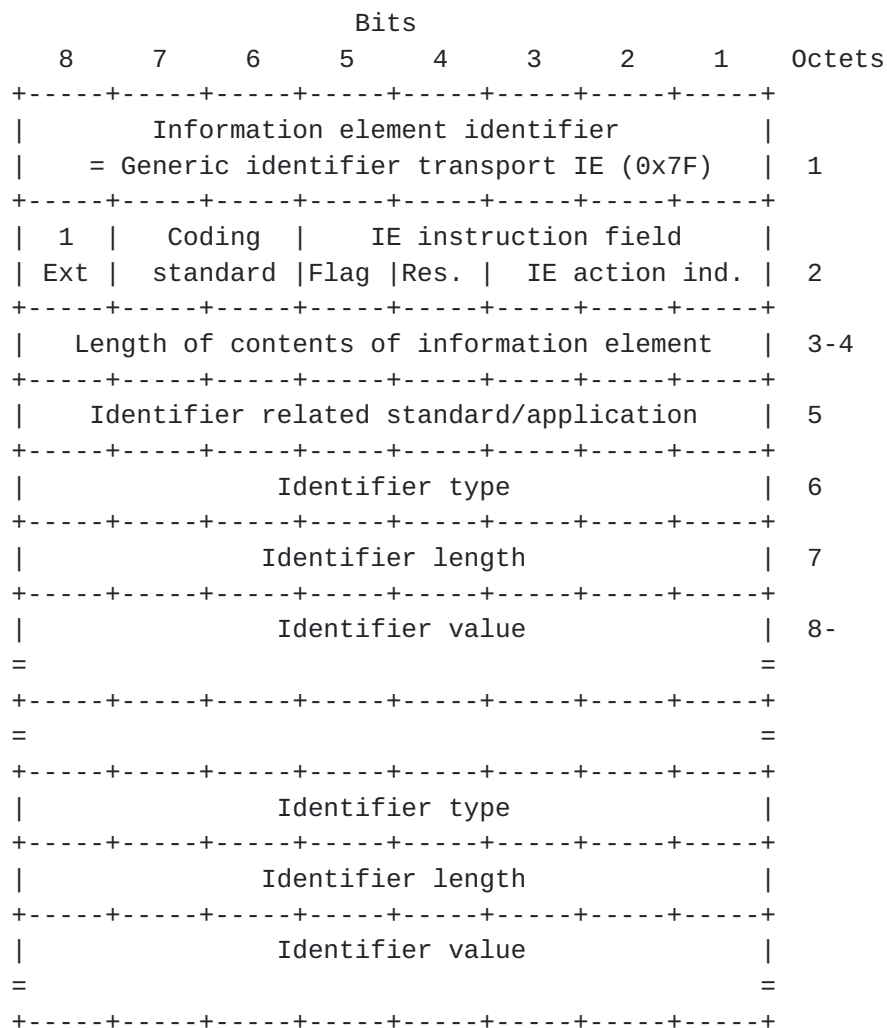 Bits
8 7 6 5 4 3 2 1 Octets
+-----+-----+-----+-----+-----+-----+-----+-----+
| Information element identifier |
| = Generic identifier transport IE (0x7F) | 1
+-----+-----+-----+-----+-----+-----+-----+-----+
| 1 | Coding | IE instruction field |
| Ext | standard |Flag |Res. | IE action ind. | 2
+-----+-----+-----+-----+-----+-----+-----+-----+
| Length of contents of information element | 3-4
+-----+-----+-----+-----+-----+-----+-----+-----+
| Identifier related standard/application | 5
+-----+-----+-----+-----+-----+-----+-----+-----+
| Identifier type | 6
+-----+-----+-----+-----+-----+-----+-----+-----+
| Identifier length | 7
+-----+-----+-----+-----+-----+-----+-----+-----+
| Identifier value | 8-
= =
+-----+-----+-----+-----+-----+-----+-----+-----+
= =
+-----+-----+-----+-----+-----+-----+-----+-----+
| Identifier type |
+-----+-----+-----+-----+-----+-----+-----+-----+
| Identifier length |
+-----+-----+-----+-----+-----+-----+-----+-----+
| Identifier value |
= =
+-----+-----+-----+-----+-----+-----+-----+-----+